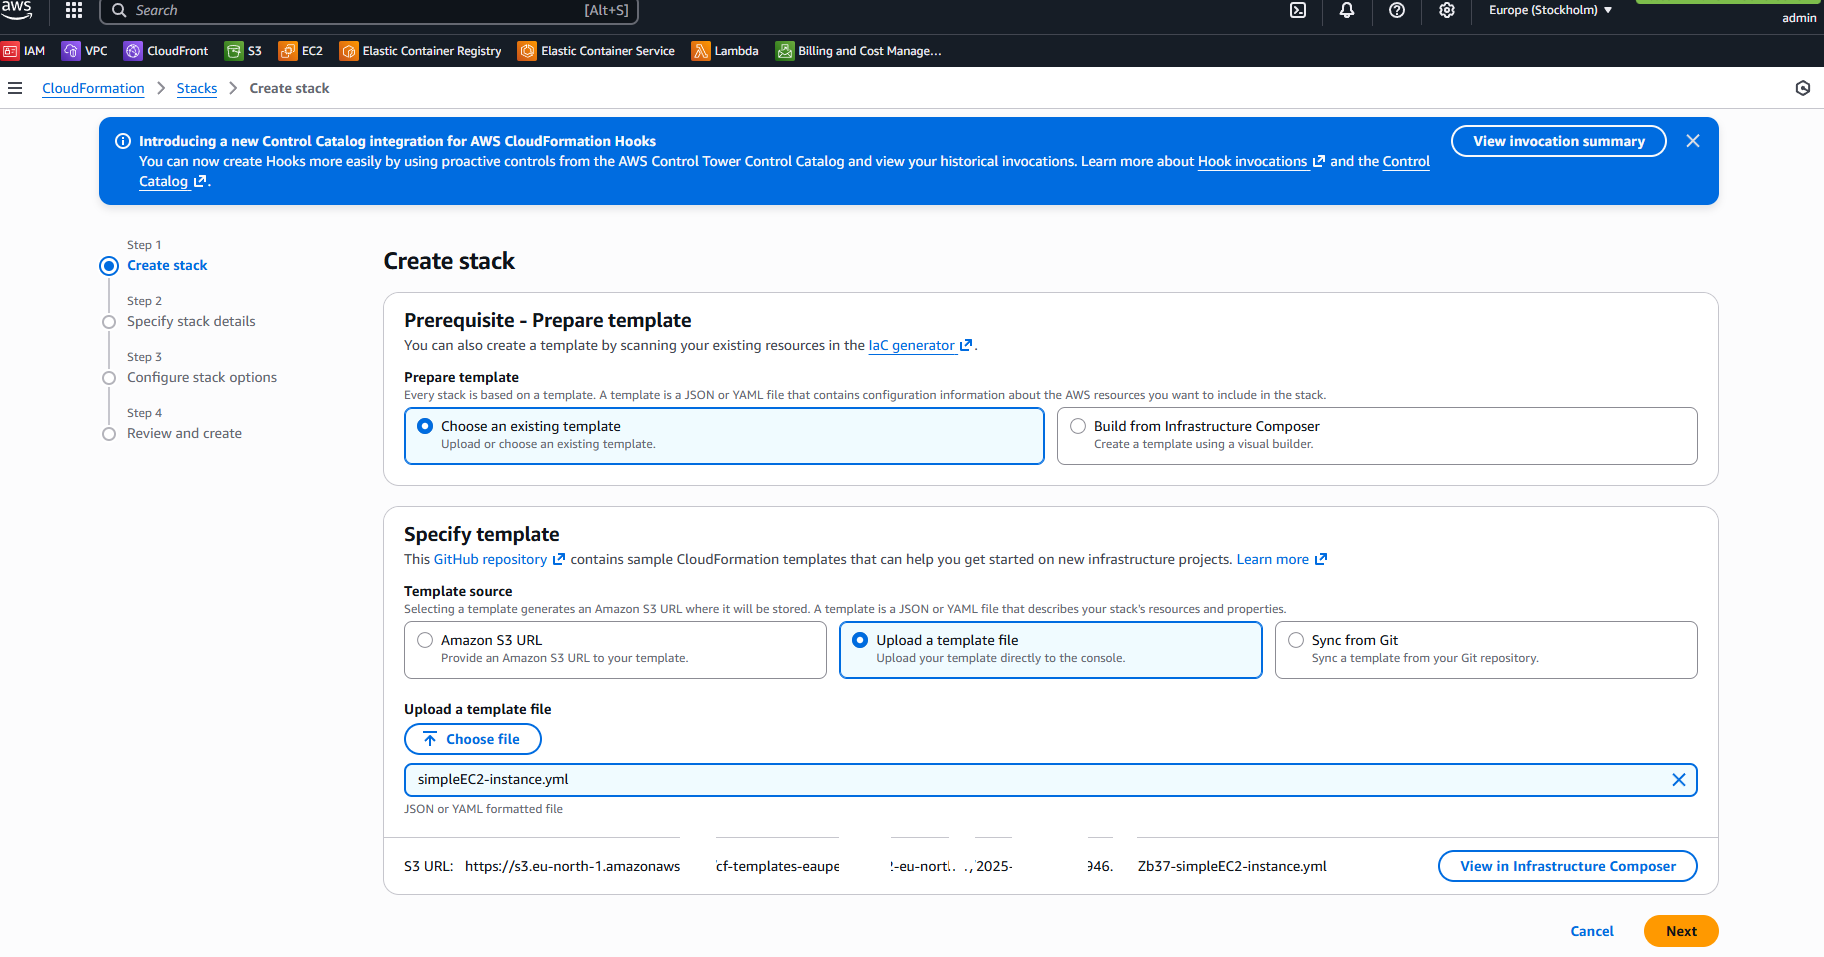 aws
Search [Alt+S]
Europe (Stockholm)
admin
IAM VPC CloudFront S3 EC2 Elastic Container Registry Elastic Container Service Lambda Billing and Cost Manage...
CloudFormation Stacks Create stack
Introducing a new Control Catalog integration for AWS CloudFormation Hooks
You can now create Hooks more easily by using proactive controls from the AWS Control Tower Control Catalog and view your historical invocations. Learn more about Hook invocations and the Control
Catalog .
View invocation summary
Step 1
Create stack
Step 2
Specify stack details
Step 3
Configure stack options
Step 4
Review and create
Create stack
Prerequisite - Prepare template
You can also create a template by scanning your existing resources in the IaC generator .
Prepare template
Every stack is based on a template. A template is a JSON or YAML file that contains configuration information about the AWS resources you want to include in the stack.
Choose an existing template
Upload or choose an existing template.
Build from Infrastructure Composer
Create a template using a visual builder.
Specify template
This GitHub repository contains sample CloudFormation templates that can help you get started on new infrastructure projects. Learn more
Template source
Selecting a template generates an Amazon S3 URL where it will be stored. A template is a JSON or YAML file that describes your stack's resources and properties.
Amazon S3 URL
Provide an Amazon S3 URL to your template.
Upload a template file
Upload your template directly to the console.
Sync from Git
Sync a template from your Git repository.
Upload a template file
Choose file
simpleEC2-instance.yml
JSON or YAML formatted file
S3 URL: https://s3.eu-north-1.amazonaws cf-templates-eaupe -eu-nort 2025- 946. Zb37-simpleEC2-instance.yml
View in Infrastructure Composer
Cancel
Next